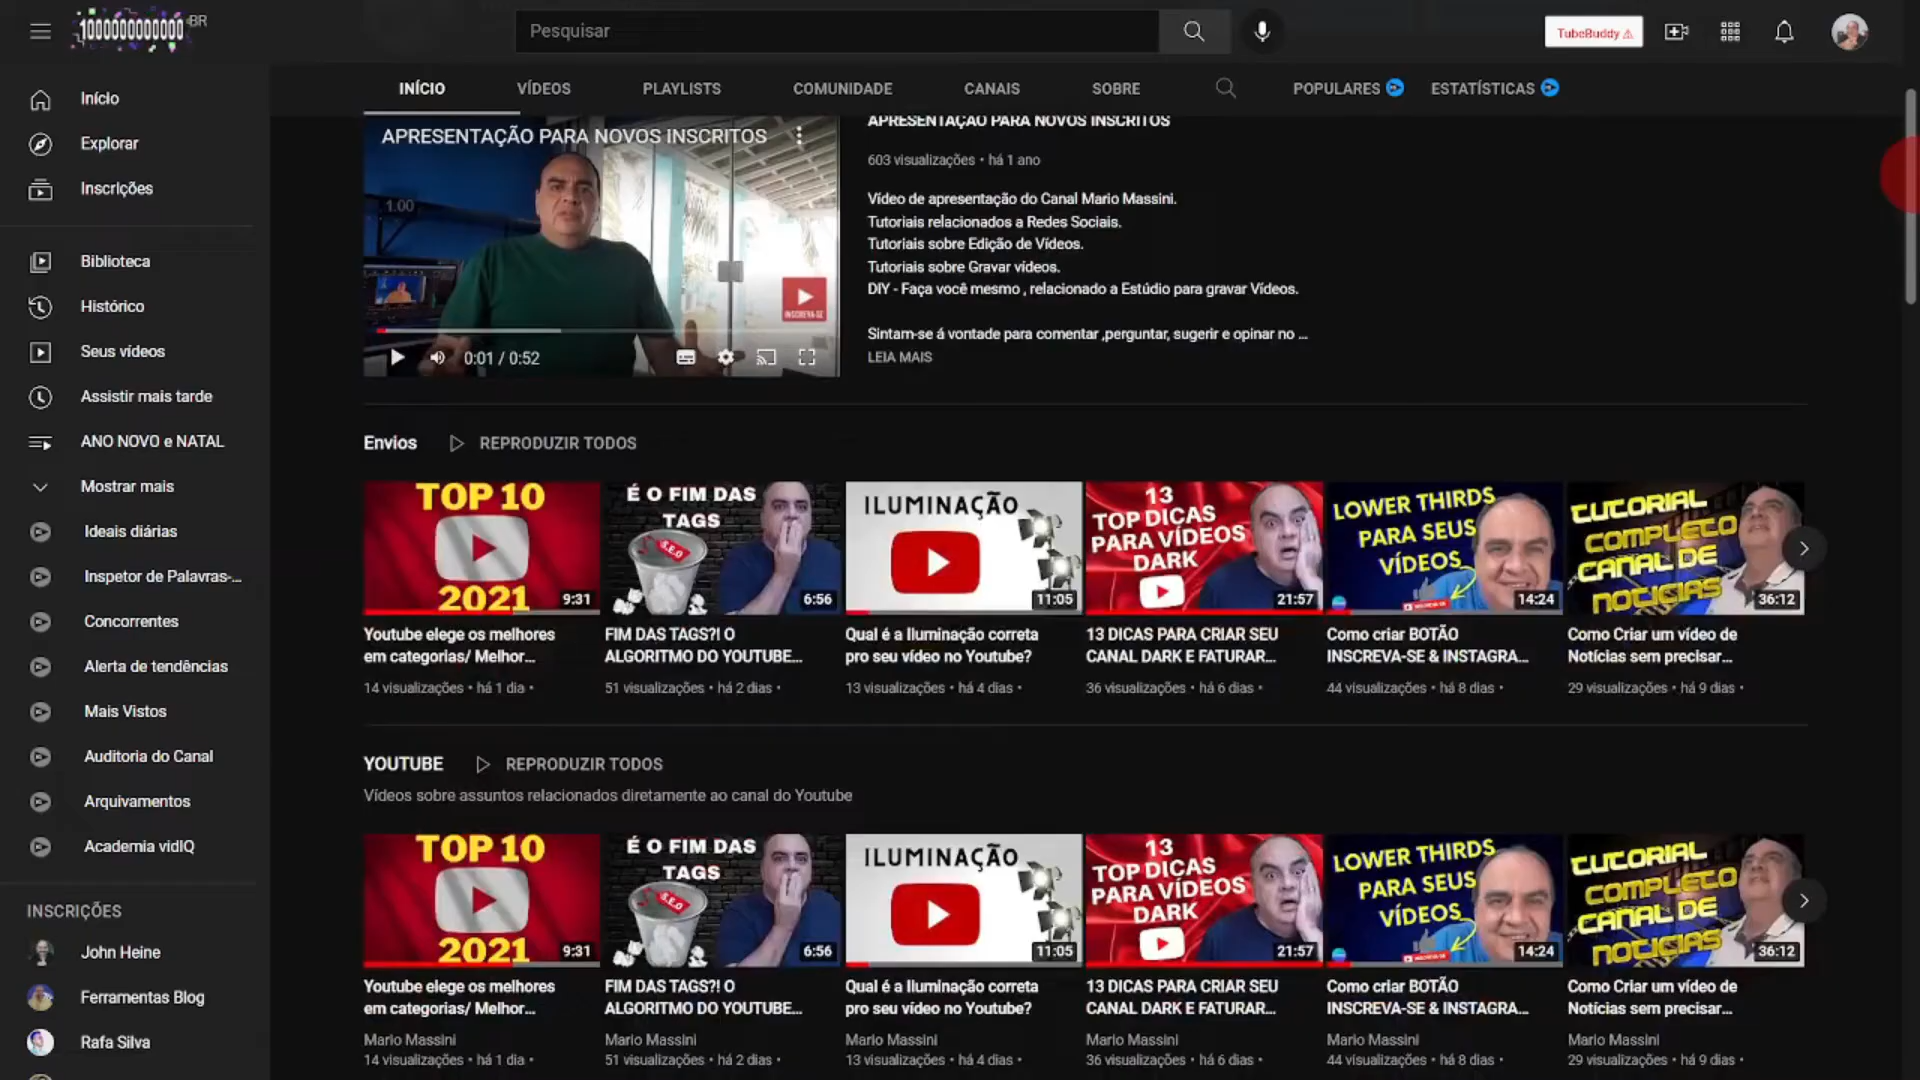 1000000000000 BR
Pesquisar
TubeBuddy ⚠
Início
Explorar
Inscrições
Biblioteca
Histórico
Seus vídeos
Assistir mais tarde
ANO NOVO e NATAL
Mostrar mais
Ideais diárias
Inspetor de Palavras-...
Concorrentes
Alerta de tendências
Mais Vistos
Auditoria do Canal
Arquivamentos
Academia vidIQ
INSCRIÇÕES
John Heine
Ferramentas Blog
Rafa Silva
INÍCIO VÍDEOS PLAYLISTS COMUNIDADE CANAIS SOBRE POPULARES ESTATÍSTICAS
APRESENTAÇÃO PARA NOVOS INSCRITOS
1.00
INSCREVA-SE
0:01 / 0:52
APRESENTAÇÃO PARA NOVOS INSCRITOS
603 visualizações • há 1 ano
Vídeo de apresentação do Canal Mario Massini.
Tutoriais relacionados a Redes Sociais.
Tutoriais sobre Edição de Vídeos.
Tutoriais sobre Gravar vídeos.
DIY - Faça você mesmo , relacionado a Estúdio para gravar Vídeos.
Sintam-se á vontade para comentar ,perguntar, sugerir e opinar no ...
LEIA MAIS
Envios REPRODUZIR TODOS
TOP 10
2021
9:31
Youtube elege os melhores
em categorias/ Melhor...
14 visualizações • há 1 dia •
É O FIM DAS
TAGS
S.E.O
6:56
FIM DAS TAGS?! O
ALGORITMO DO YOUTUBE...
51 visualizações • há 2 dias •
ILUMINAÇÃO
11:05
Qual é a Iluminação correta
pro seu vídeo no Youtube?
13 visualizações • há 4 dias •
13
TOP DICAS
PARA VÍDEOS
DARK
21:57
13 DICAS PARA CRIAR SEU
CANAL DARK E FATURAR...
36 visualizações • há 6 dias •
LOWER THIRDS
PARA SEUS
VÍDEOS
INSCREVA-SE
14:24
Como criar BOTÃO
INSCREVA-SE & INSTAGRA...
44 visualizações • há 8 dias •
TUTORIAL
COMPLETO
CANAL DE
NOTICIAS
36:12
Como Criar um vídeo de
Notícias sem precisar...
29 visualizações • há 9 dias •
YOUTUBE REPRODUZIR TODOS
Vídeos sobre assuntos relacionados diretamente ao canal do Youtube
TOP 10
2021
9:31
Youtube elege os melhores
em categorias/ Melhor...
Mario Massini
14 visualizações • há 1 dia •
É O FIM DAS
TAGS
S.E.O
6:56
FIM DAS TAGS?! O
ALGORITMO DO YOUTUBE...
Mario Massini
51 visualizações • há 2 dias •
ILUMINAÇÃO
11:05
Qual é a Iluminação correta
pro seu vídeo no Youtube?
Mario Massini
13 visualizações • há 4 dias •
13
TOP DICAS
PARA VÍDEOS
DARK
21:57
13 DICAS PARA CRIAR SEU
CANAL DARK E FATURAR...
Mario Massini
36 visualizações • há 6 dias •
LOWER THIRDS
PARA SEUS
VÍDEOS
INSCREVA-SE
14:24
Como criar BOTÃO
INSCREVA-SE & INSTAGRA...
Mario Massini
44 visualizações • há 8 dias •
TUTORIAL
COMPLETO
CANAL DE
NOTICIAS
36:12
Como Criar um vídeo de
Notícias sem precisar...
Mario Massini
29 visualizações • há 9 dias •